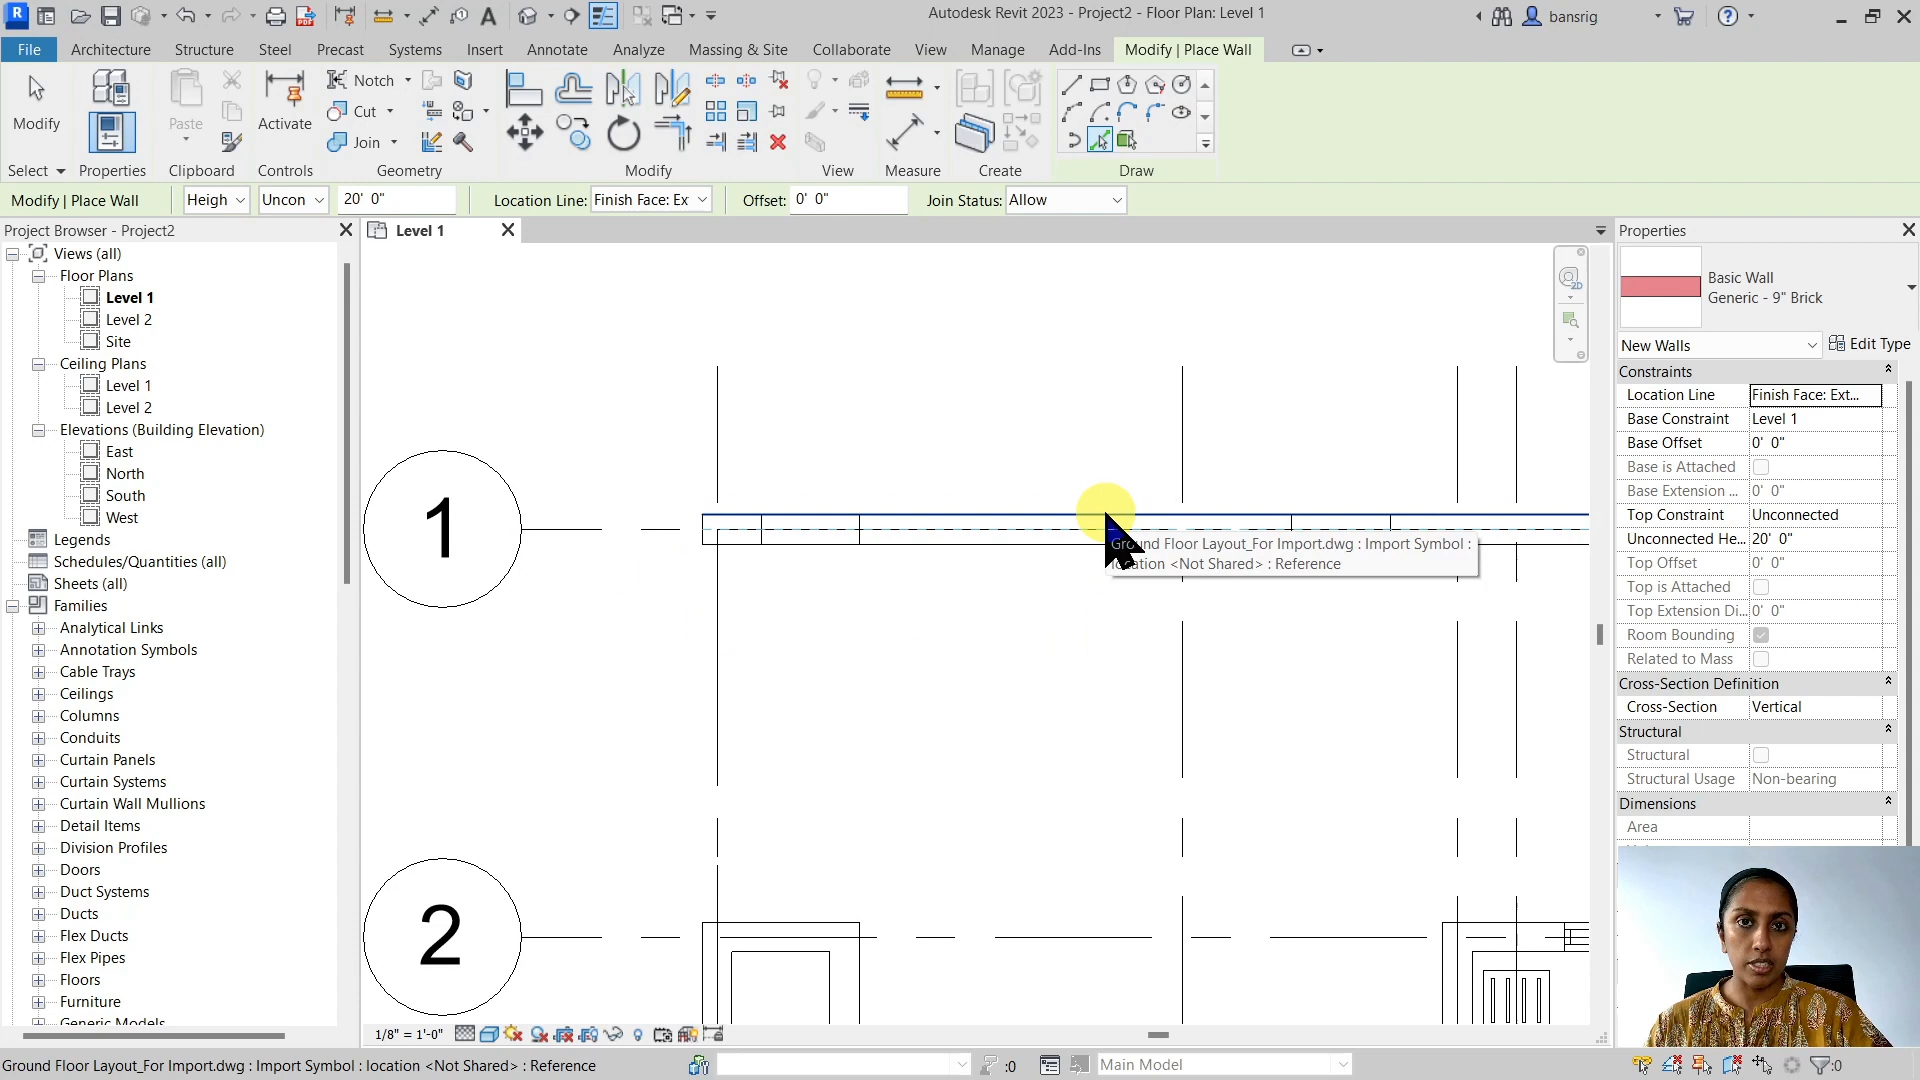 Autodesk Revit 2023 - Project2 - Floor Plan: Level 1
bansrig
File Architecture Structure Steel Precast Systems Insert Annotate Analyze Massing & Site Collaborate View Manage Add-Ins Modify | Place Wall
Modify
Paste
Activate
Notch
Cut
Join
Select Properties Clipboard Controls Geometry Modify View Measure Create Draw
Modify | Place Wall Heigh Uncon 20' 0" Location Line: Finish Face: Ex Offset: 0' 0" Join Status: Allow
Project Browser - Project2
Views (all)
Floor Plans
Level 1
Level 2
Site
Ceiling Plans
Level 1
Level 2
Elevations (Building Elevation)
East
North
South
West
Legends
Schedules/Quantities (all)
Sheets (all)
Families
Analytical Links
Annotation Symbols
Cable Trays
Ceilings
Columns
Conduits
Curtain Panels
Curtain Systems
Curtain Wall Mullions
Detail Items
Division Profiles
Doors
Duct Systems
Ducts
Flex Ducts
Flex Pipes
Floors
Furniture
Generic Models
Level 1
2D
1
2
Ground Floor Layout_For Import.dwg : Import Symbol :
location <Not Shared> : Reference
1/8" = 1'-0"
Properties
Basic Wall
Generic - 9" Brick
New Walls Edit Type
Constraints
Location Line Finish Face: Ext...
Base Constraint Level 1
Base Offset 0' 0"
Base is Attached
Base Extension ... 0' 0"
Top Constraint Unconnected
Unconnected He... 20' 0"
Top Offset 0' 0"
Top is Attached
Top Extension Di... 0' 0"
Room Bounding
Related to Mass
Cross-Section Definition
Cross-Section Vertical
Structural
Structural
Structural Usage Non-bearing
Dimensions
Area
Ground Floor Layout_For Import.dwg : Import Symbol : location <Not Shared> : Reference
:0
Main Model
:0